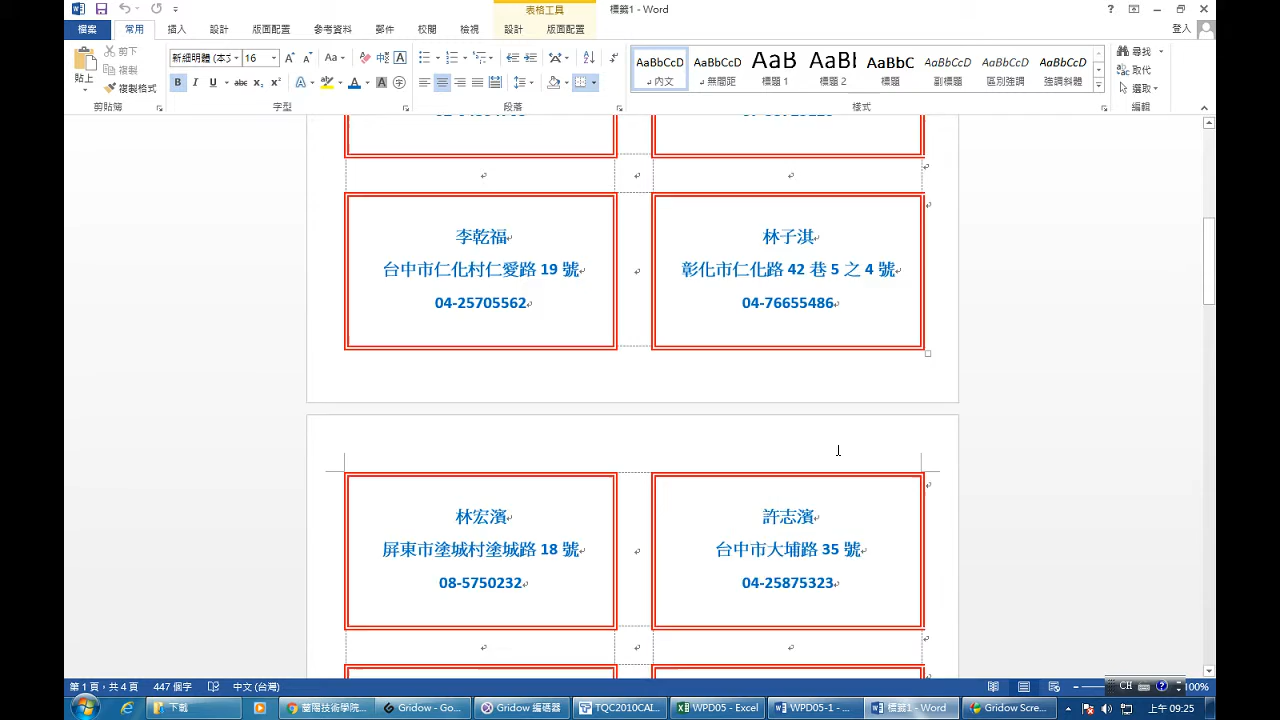 表格工具
標籤1 - Word
檔案
常用
插入
設計
版面配置
參考資料
郵件
校閱
檢視
設計
版面配置
登入
貼上
剪下
複製
複製格式
剪貼簿
新細明體 (本文
16
字型
段落
AaBbCcD
內文
AaBbCcD
無間距
AaB
標題 1
AaBl
標題 2
AaBbC
標題
AaBbCcD
副標題
AaBbCcD
區別強調
AaBbCcD
強調斜體
樣式
尋找
取代
選取
編輯
李乾福
台中市仁化村仁愛路 19 號
04-25705562
林子淇
彰化市仁化路 42 巷 5 之 4 號
04-76655486
林宏濱
屏東市塗城村塗城路 18 號
08-5750232
許志濱
台中市大埔路 35 號
04-25875323
第 1 頁，共 4 頁
447 個字
中文 (台灣)
CH
100%
下載
Gridow - Go...
Gridow 編碼器
TQC2010CAI...
WPD05 - Excel
WPD05-1 - ...
標籤1 - Word
Gridow Scre...
上午 09:25